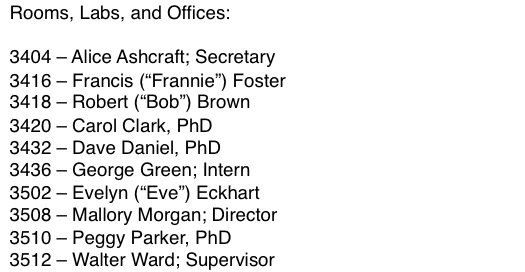 Rooms, Labs, and Offices:
3404 – Alice Ashcraft; Secretary
3416 – Francis (“Frannie”) Foster
3418 – Robert (“Bob”) Brown
3420 – Carol Clark, PhD
3432 – Dave Daniel, PhD
3436 – George Green; Intern
3502 – Evelyn (“Eve”) Eckhart
3508 – Mallory Morgan; Director
3510 – Peggy Parker, PhD
3512 – Walter Ward; Supervisor